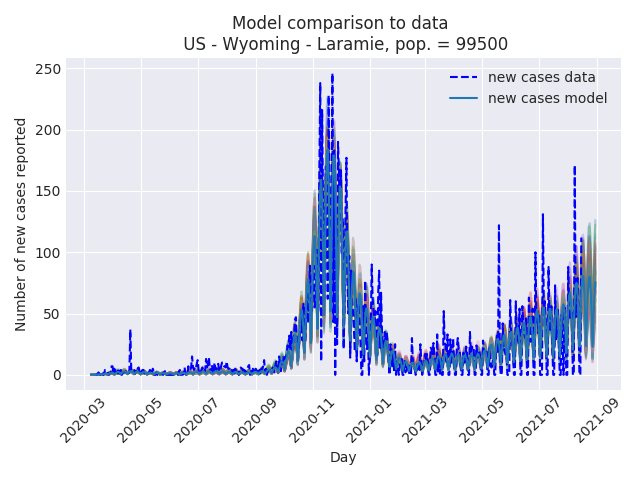 Model comparison to data
US - Wyoming - Laramie, pop. = 99500
new cases data
new cases model
Number of new cases reported
250
200
150
100
50
0
2020-03
2020-05
2020-07
2020-09
2020-11
2021-01
2021-03
2021-05
2021-07
2021-09
Day